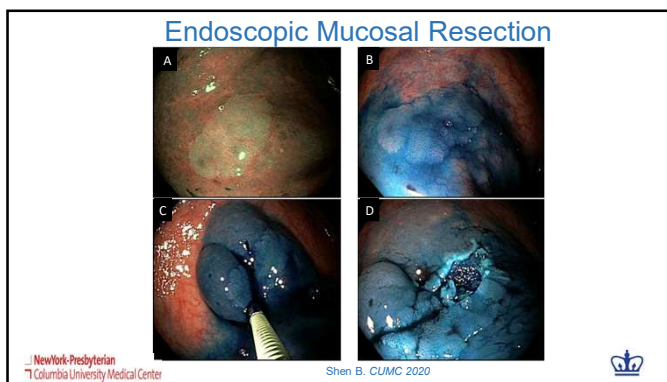 Endoscopic Mucosal Resection
A
B
C
D
NewYork-Presbyterian
Columbia University Medical Center
Shen B. CUMC 2020